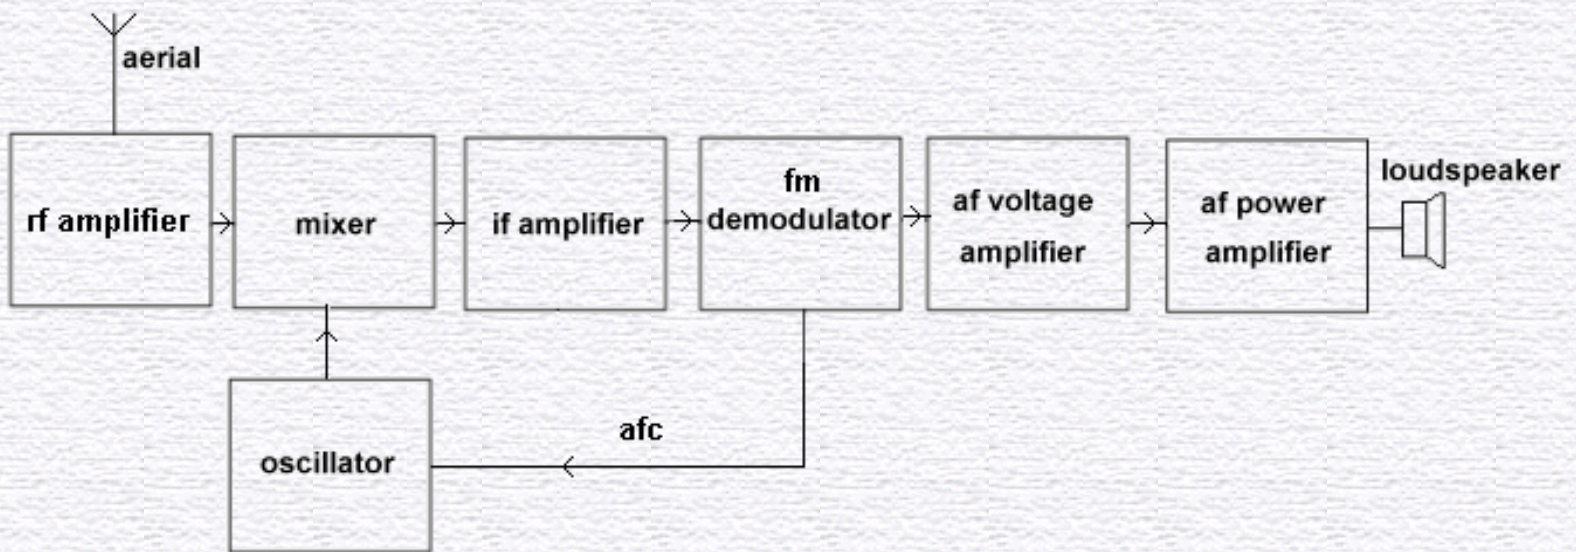 aerial
rf amplifier
mixer
if amplifier
fm
demodulator
af voltage
amplifier
af power
amplifier
loudspeaker
oscillator
afc